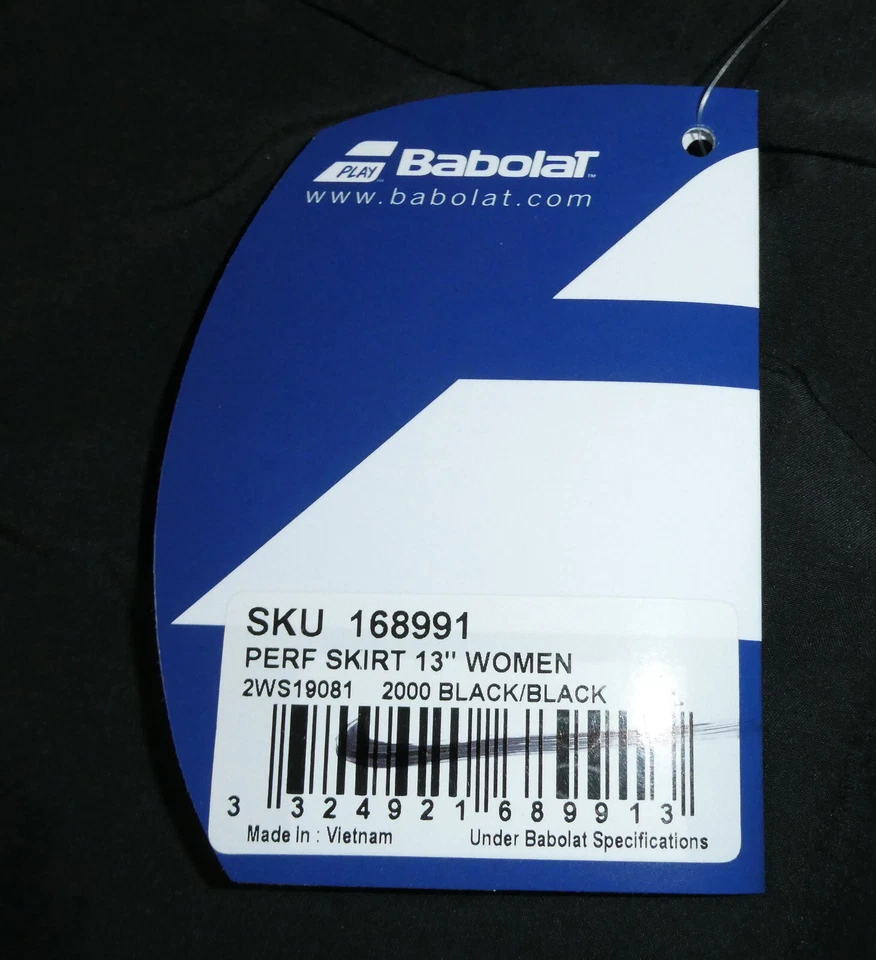 PLAY BabolaT™
www.babolat.com
SKU 168991
PERF SKIRT 13" WOMEN
2WS19081 2000 BLACK/BLACK
3 324921 689913
Made In : Vietnam Under Babolat Specifications